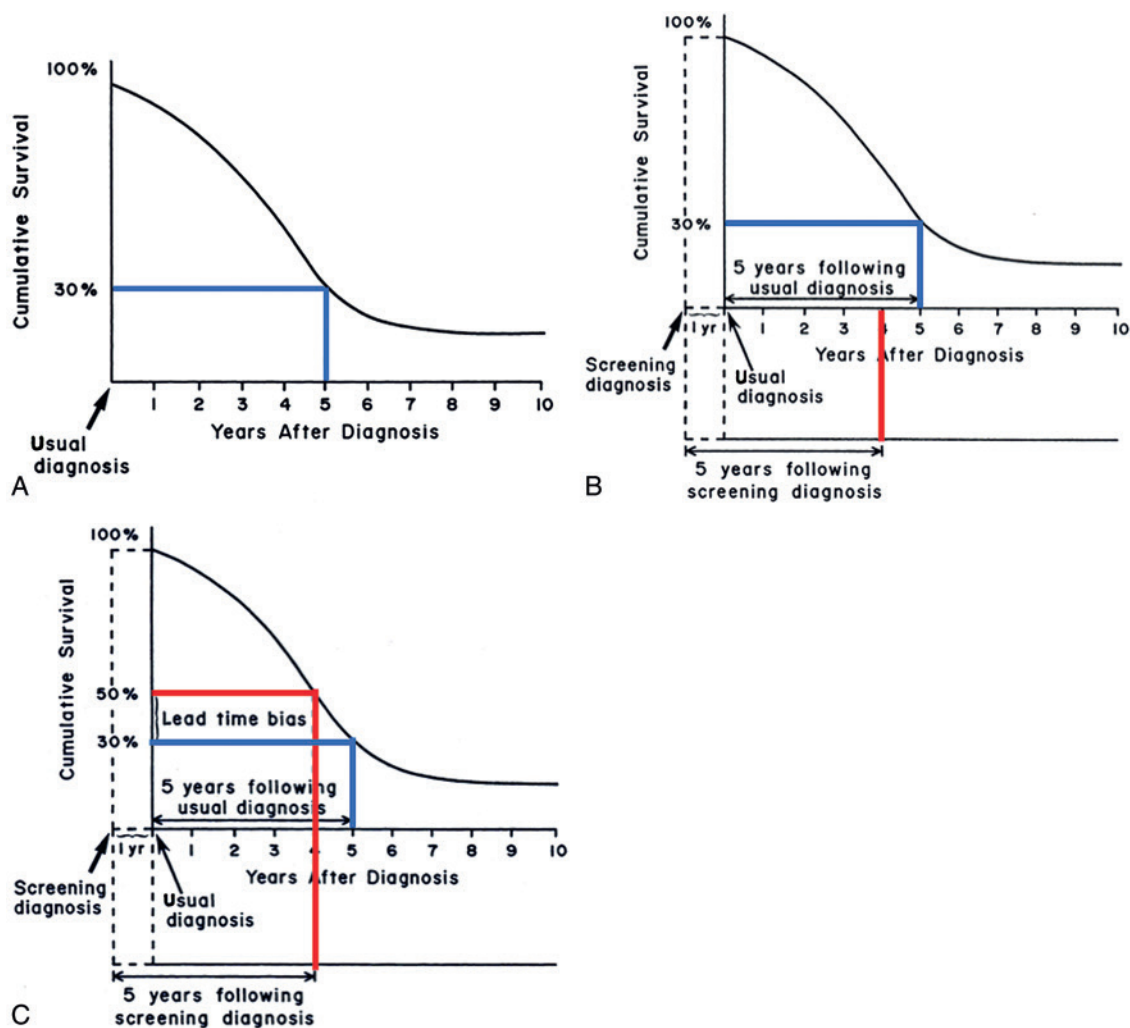 100%
Cumulative Survival
30%
1 2 3 4 5 6 7 8 9 10
Years After Diagnosis
Usual
diagnosis
A
100%
Cumulative Survival
30%
5 years following
usual diagnosis
1 yr 1 2 3 4 5 6 7 8 9 10
Years After Diagnosis
Screening
diagnosis
Usual
diagnosis
5 years following
screening diagnosis
B
100%
Cumulative Survival
50%
Lead time bias
30%
5 years following
usual diagnosis
1 yr 1 2 3 4 5 6 7 8 9 10
Years After Diagnosis
Screening
diagnosis
Usual
diagnosis
5 years following
screening diagnosis
C